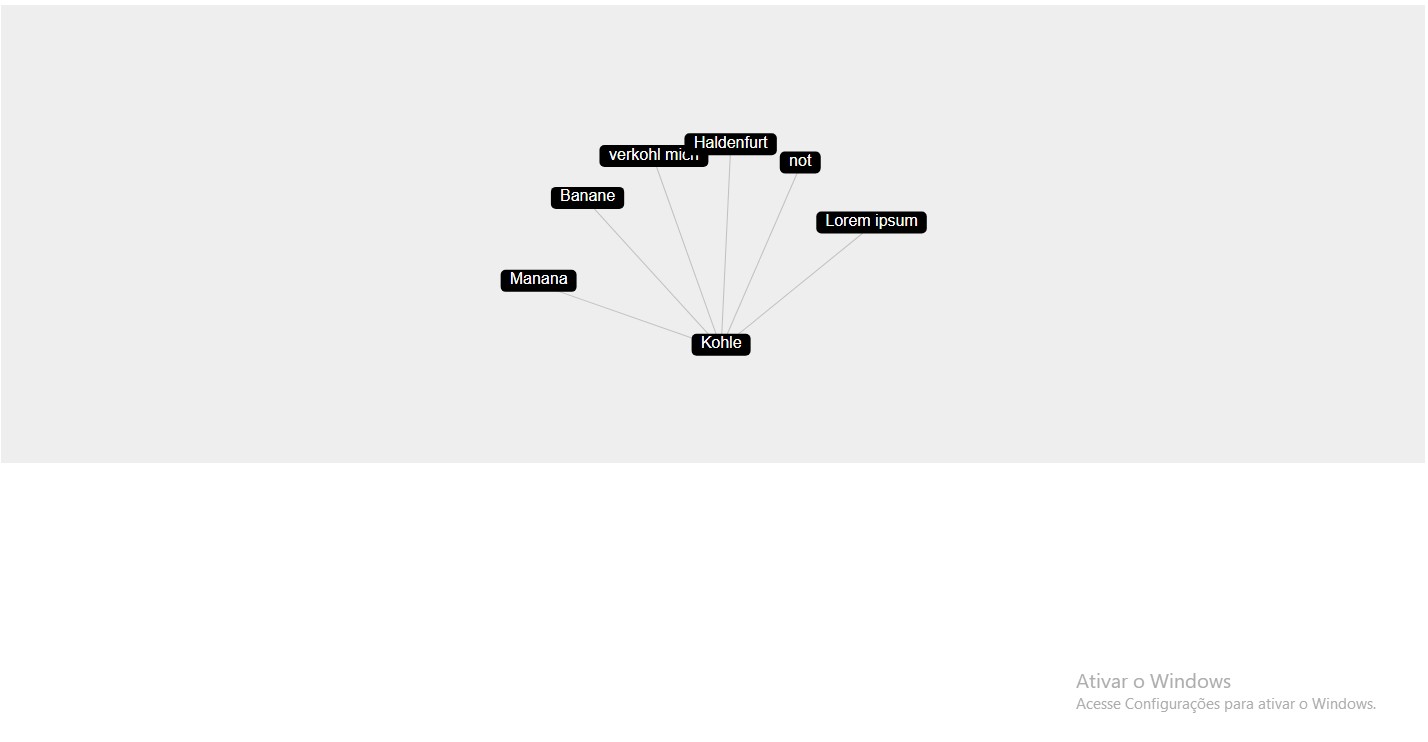 Haldenfurt
verkohl mich
not
Banane
Lorem ipsum
Manana
Kohle
Ativar o Windows
Acesse Configurações para ativar o Windows.